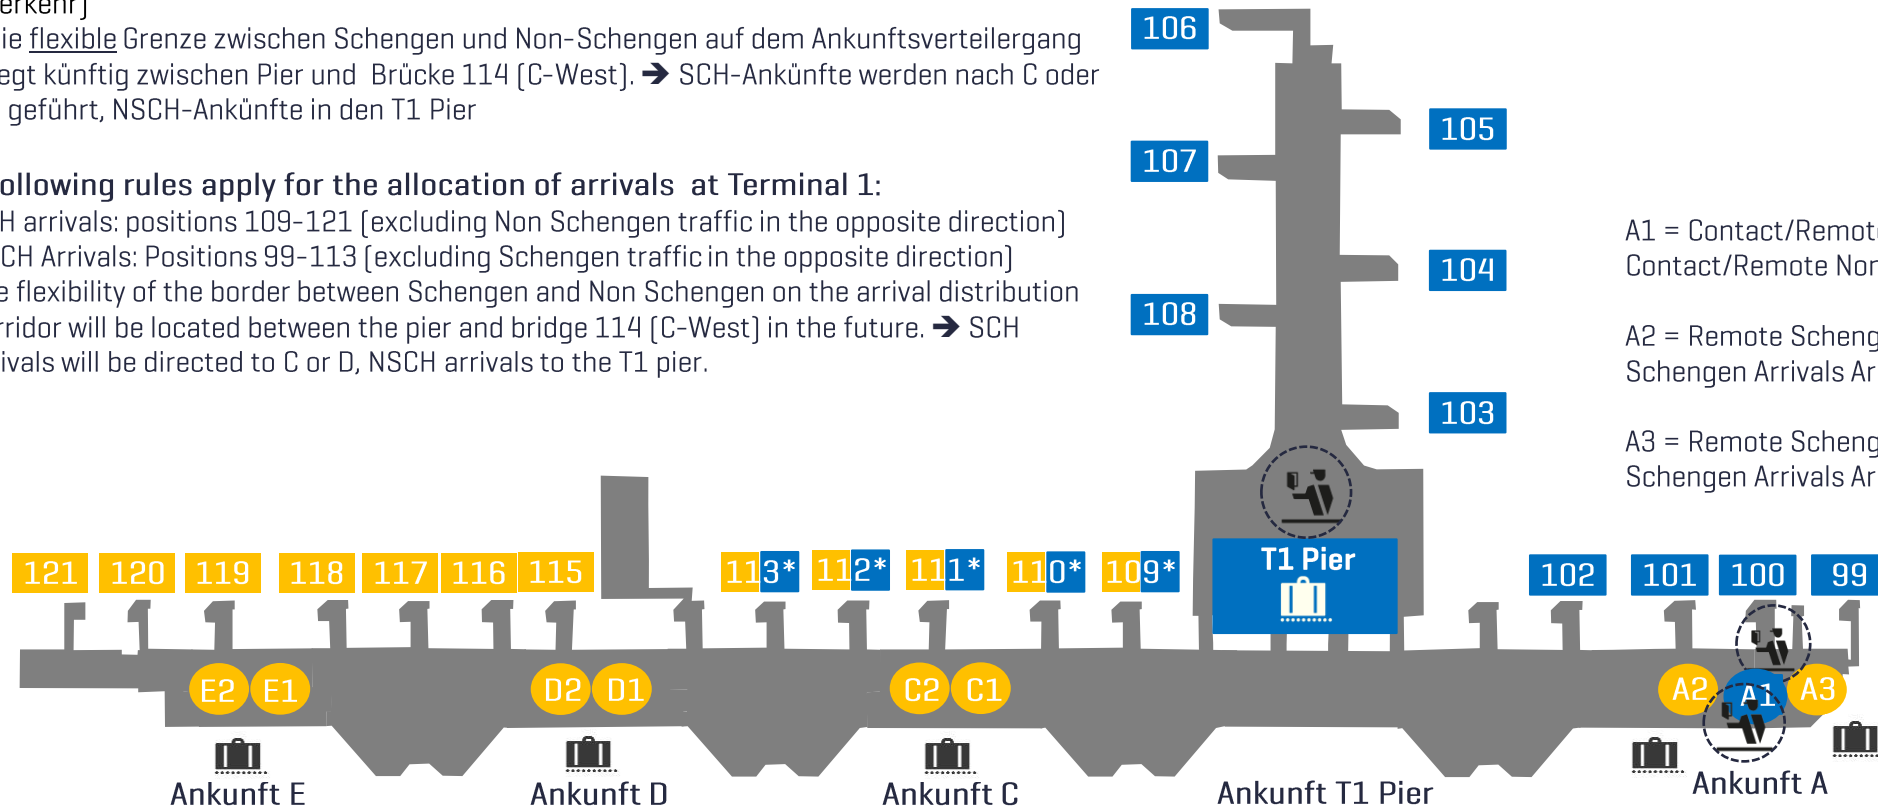 erkehr)
ie flexible Grenze zwischen Schengen und Non-Schengen auf dem Ankunftsverteilergang
egt künftig zwischen Pier und Brücke 114 (C-West). ➔ SCH-Ankünfte werden nach C oder
geführt, NSCH-Ankünfte in den T1 Pier
ollowing rules apply for the allocation of arrivals at Terminal 1:
H arrivals: positions 109-121 (excluding Non Schengen traffic in the opposite direction)
CH Arrivals: Positions 99-113 (excluding Schengen traffic in the opposite direction)
e flexibility of the border between Schengen and Non Schengen on the arrival distribution
rridor will be located between the pier and bridge 114 (C-West) in the future. ➔ SCH
ivals will be directed to C or D, NSCH arrivals to the T1 pier.
106
105
107
104
108
103
A1 = Contact/Remote
Contact/Remote Non
A2 = Remote Scheng
Schengen Arrivals Ar
A3 = Remote Scheng
Schengen Arrivals Ar
121 120 119 118 117 116 115 113* 112* 111* 110* 109* T1 Pier 102 101 100 99
E2 E1 D2 D1 C2 C1 A2 A1 A3
Ankunft E Ankunft D Ankunft C Ankunft T1 Pier Ankunft A